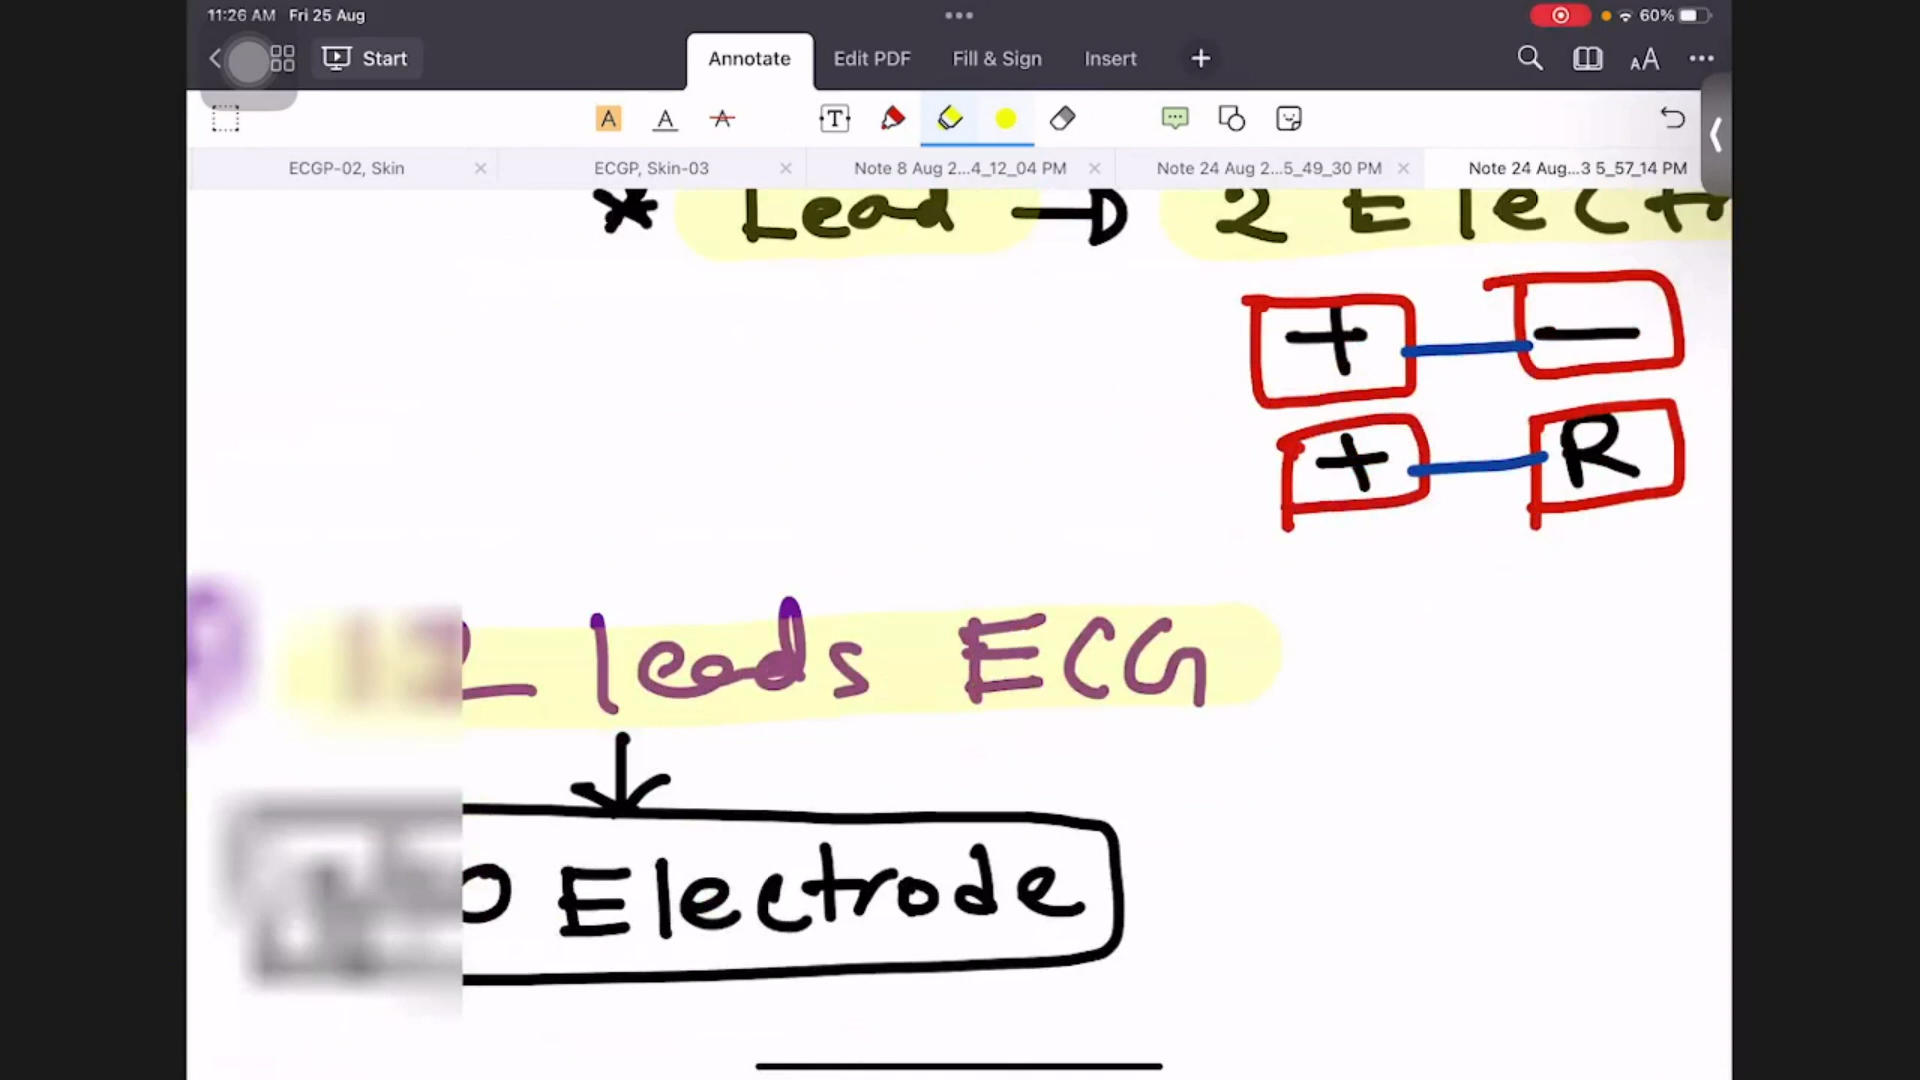 11:26 AM Fri 25 Aug
60%
Start
Annotate
Edit PDF
Fill & Sign
Insert
ECGP-02, Skin
ECGP, Skin-03
Note 8 Aug 2...4_12_04 PM
Note 24 Aug 2...5_49_30 PM
Note 24 Aug...3 5_57_14 PM
* Lead → 2 Electr
+ —
+ R
leads ECG
Electrode